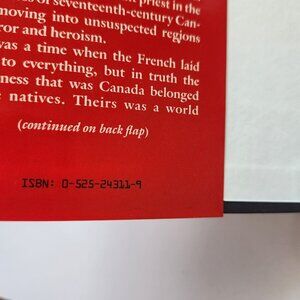 priest in the
of seventeenth-century Can-
moving into unsuspected regions
ror and heroism.
was a time when the French laid
to everything, but in truth the
ness that was Canada belonged
natives. Theirs was a world
(continued on back flap)
ISBN: 0-525-24311-9